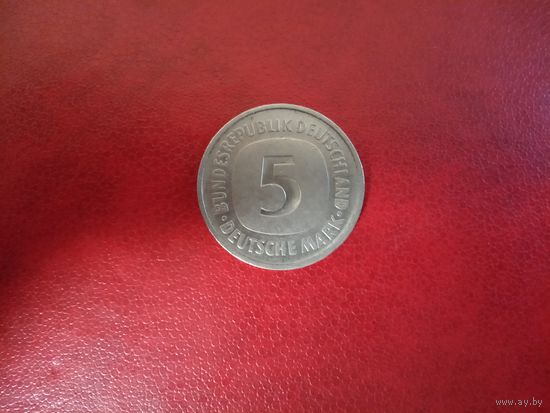 BUNDESREPUBLIK DEUTSCHLAND
5
· DEUTSCHE MARK ·
www.ay.by